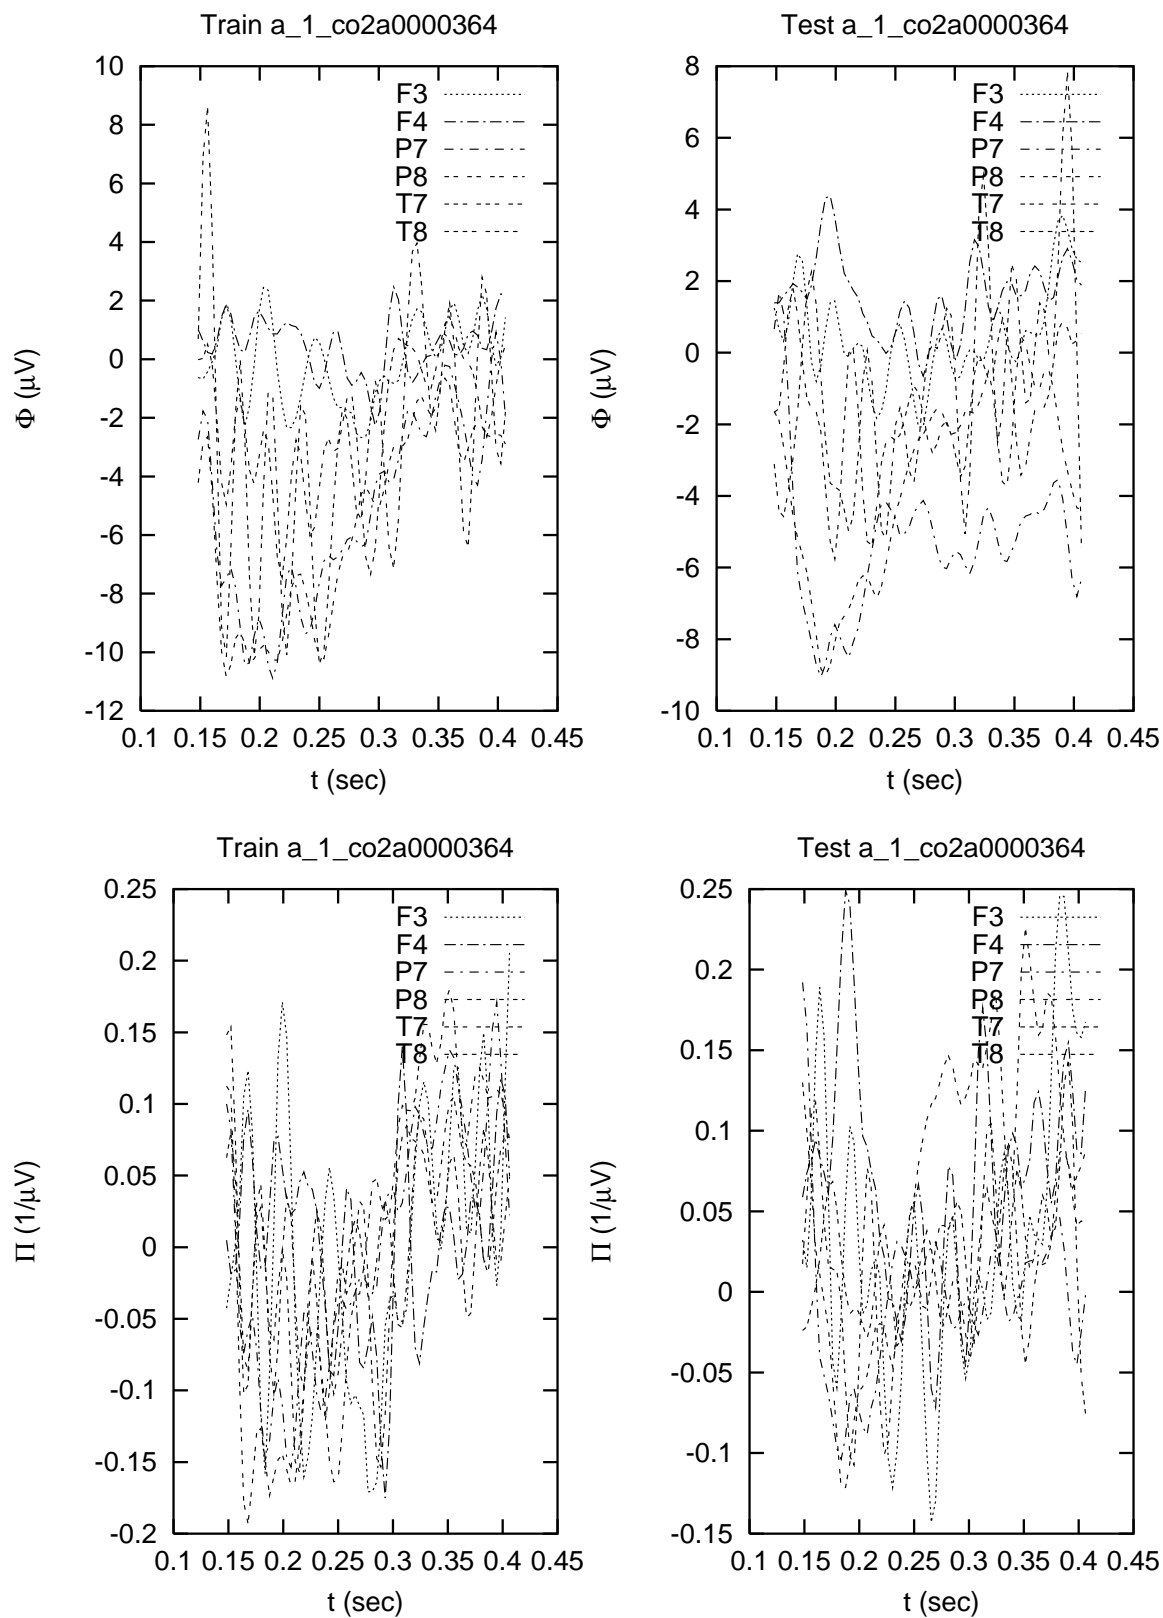 Train a_1_co2a0000364
Φ (μV)
10
8
6
4
2
0
-2
-4
-6
-8
-10
-12
F3
F4
P7
P8
T7
T8
0.1 0.15 0.2 0.25 0.3 0.35 0.4 0.45
t (sec)
Test a_1_co2a0000364
Φ (μV)
8
6
4
2
0
-2
-4
-6
-8
-10
F3
F4
P7
P8
T7
T8
0.1 0.15 0.2 0.25 0.3 0.35 0.4 0.45
t (sec)
Train a_1_co2a0000364
Π (1/μV)
0.25
0.2
0.15
0.1
0.05
0
-0.05
-0.1
-0.15
-0.2
F3
F4
P7
P8
T7
T8
0.1 0.15 0.2 0.25 0.3 0.35 0.4 0.45
t (sec)
Test a_1_co2a0000364
Π (1/μV)
0.25
0.2
0.15
0.1
0.05
0
-0.05
-0.1
-0.15
F3
F4
P7
P8
T7
T8
0.1 0.15 0.2 0.25 0.3 0.35 0.4 0.45
t (sec)